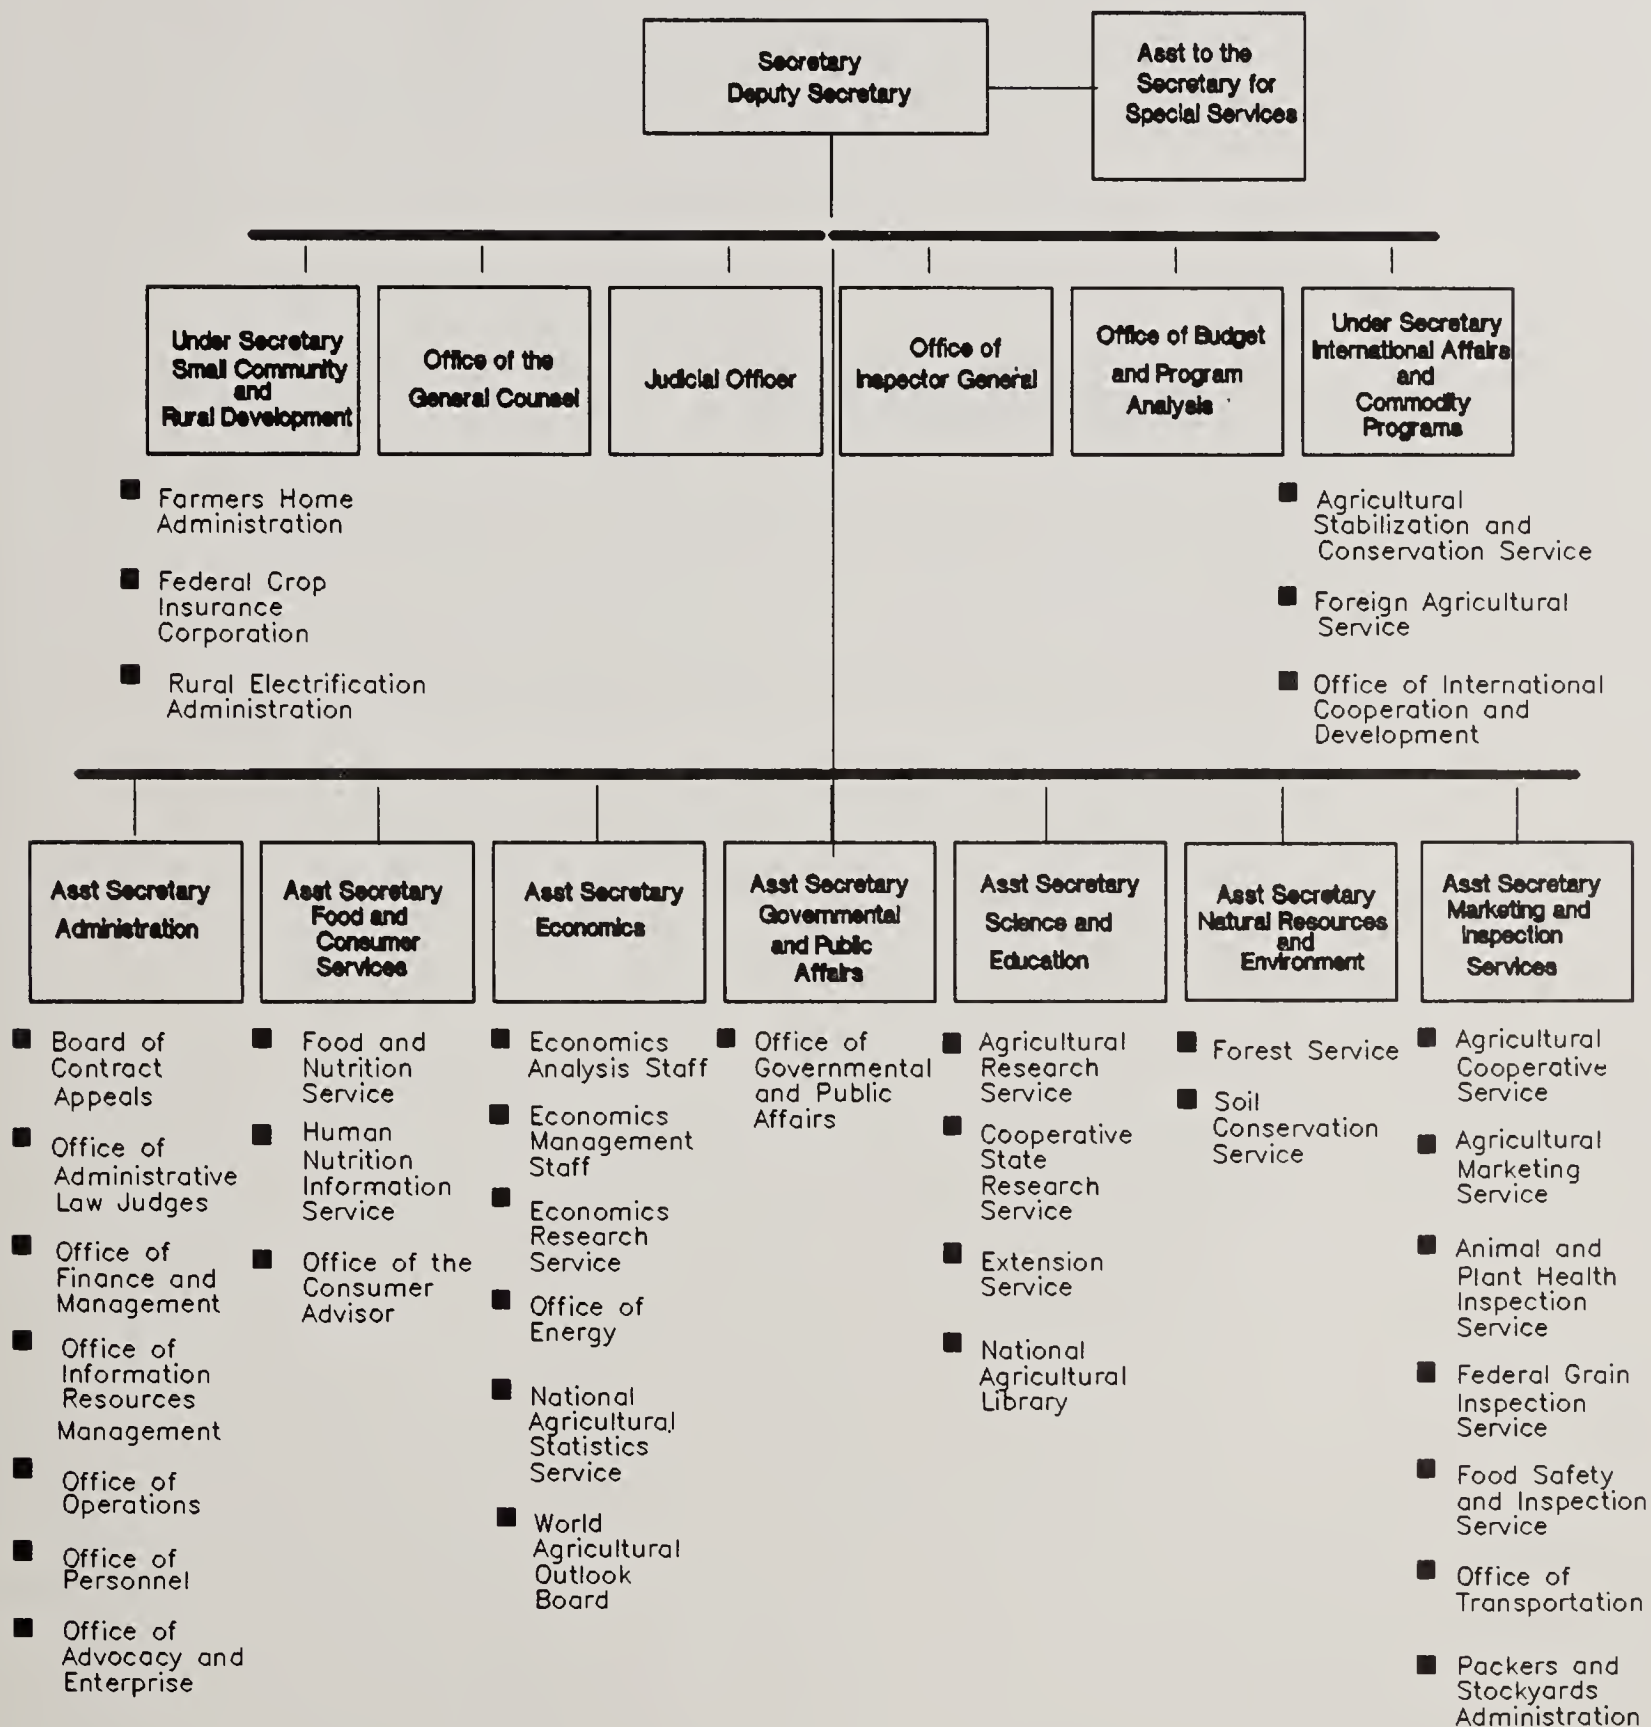 Secretary
Deputy Secretary
Asst to the
Secretary for
Special Services
Under Secretary
Small Community
and
Rural Development
Office of the
General Counsel
Judicial Officer
Office of
Inspector General
Office of Budget
and Program
Analysis
Under Secretary
International Affairs
and
Commodity
Programs
Farmers Home
Administration
Federal Crop
Insurance
Corporation
Rural Electrification
Administration
Agricultural
Stabilization and
Conservation Service
Foreign Agricultural
Service
Office of International
Cooperation and
Development
Asst Secretary
Administration
Asst Secretary
Food and
Consumer
Services
Asst Secretary
Economics
Asst Secretary
Governmental
and Public
Affairs
Asst Secretary
Science and
Education
Asst Secretary
Natural Resources
and
Environment
Asst Secretary
Marketing and
Inspection
Services
Board of
Contract
Appeals
Office of
Administrative
Law Judges
Office of
Finance and
Management
Office of
Information
Resources
Management
Office of
Operations
Office of
Personnel
Office of
Advocacy and
Enterprise
Food and
Nutrition
Service
Human
Nutrition
Information
Service
Office of the
Consumer
Advisor
Economics
Analysis Staff
Economics
Management
Staff
Economics
Research
Service
Office of
Energy
National
Agricultural
Statistics
Service
World
Agricultural
Outlook
Board
Office of
Governmental
and Public
Affairs
Agricultural
Research
Service
Cooperative
State
Research
Service
Extension
Service
National
Agricultural
Library
Forest Service
Soil
Conservation
Service
Agricultural
Cooperative
Service
Agricultural
Marketing
Service
Animal and
Plant Health
Inspection
Service
Federal Grain
Inspection
Service
Food Safety
and Inspection
Service
Office of
Transportation
Packers and
Stockyards
Administration